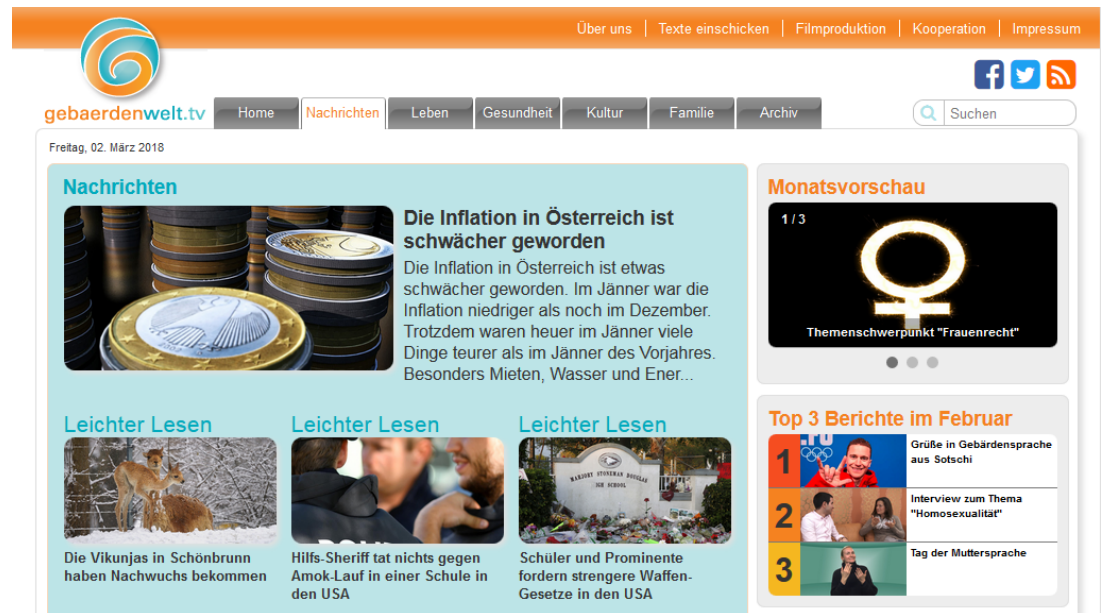 Über uns | Texte einschicken | Filmproduktion | Kooperation | Impressum
gebaerdenwelt.tv
Home Nachrichten Leben Gesundheit Kultur Familie Archiv
Suchen
Freitag, 02. März 2018
Nachrichten
Die Inflation in Österreich ist
schwächer geworden
Die Inflation in Österreich ist etwas
schwächer geworden. Im Jänner war die
Inflation niedriger als noch im Dezember.
Trotzdem waren heuer im Jänner viele
Dinge teurer als im Jänner des Vorjahres.
Besonders Mieten, Wasser und Ener...
Leichter Lesen
Die Vikunjas in Schönbrunn
haben Nachwuchs bekommen
Leichter Lesen
Hilfs-Sheriff tat nichts gegen
Amok-Lauf in einer Schule in
den USA
Leichter Lesen
MARJORY STONEMAN DOUGLAS
HIGH SCHOOL
Schüler und Prominente
fordern strengere Waffen-
Gesetze in den USA
Monatsvorschau
1 / 3
Themenschwerpunkt "Frauenrecht"
Top 3 Berichte im Februar
1
.ru
Grüße in Gebärdensprache
aus Sotschi
2
Interview zum Thema
"Homosexualität"
3
Tag der Muttersprache